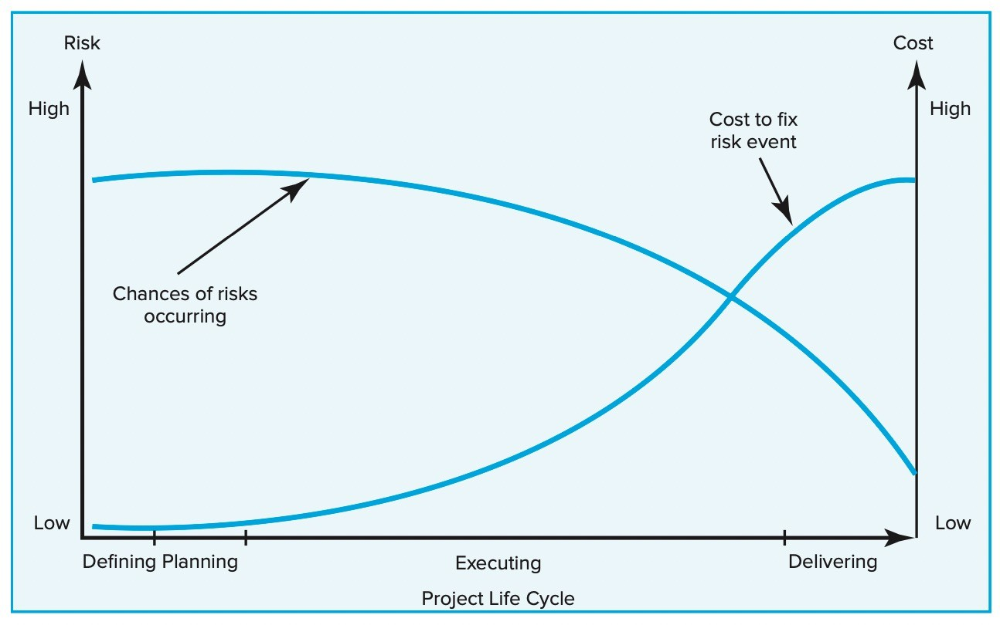 Risk
Cost
High
High
Cost to fix
risk event
Chances of risks
occurring
Low
Low
Defining Planning
Executing
Delivering
Project Life Cycle